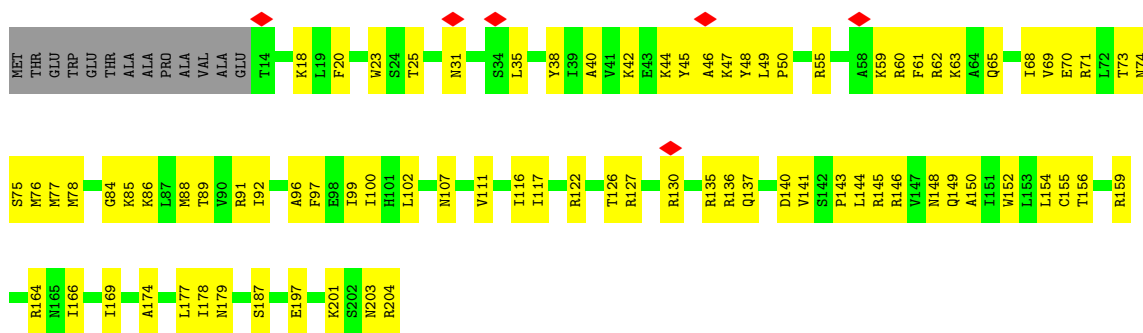 MET THR GLU TRP GLU THR ALA ALA PRO ALA VAL ALA GLU T14 K18 L19 F20 W23 S24 T25 N31 S34 L35 Y38 I39 A40 V41 K42 E43 K44 Y45 A46 K47 Y48 L49 P50 R55 A58 K59 R60 F61 R62 K63 A64 Q65 I68 V69 E70 R71 L72 T73 N74
S75 M76 M77 M78 G84 K85 K86 L87 M88 T89 V90 R91 I92 A96 F97 E98 I99 I100 H101 L102 N107 V111 I116 I117 R122 T126 R127 R130 R135 R136 Q137 D140 V141 S142 P143 L144 R145 R146 V147 N148 Q149 A150 I151 W152 L153 L154 C155 T156 R159
R164 N165 I166 I169 A174 L177 I178 N179 S187 E197 K201 S202 N203 R204